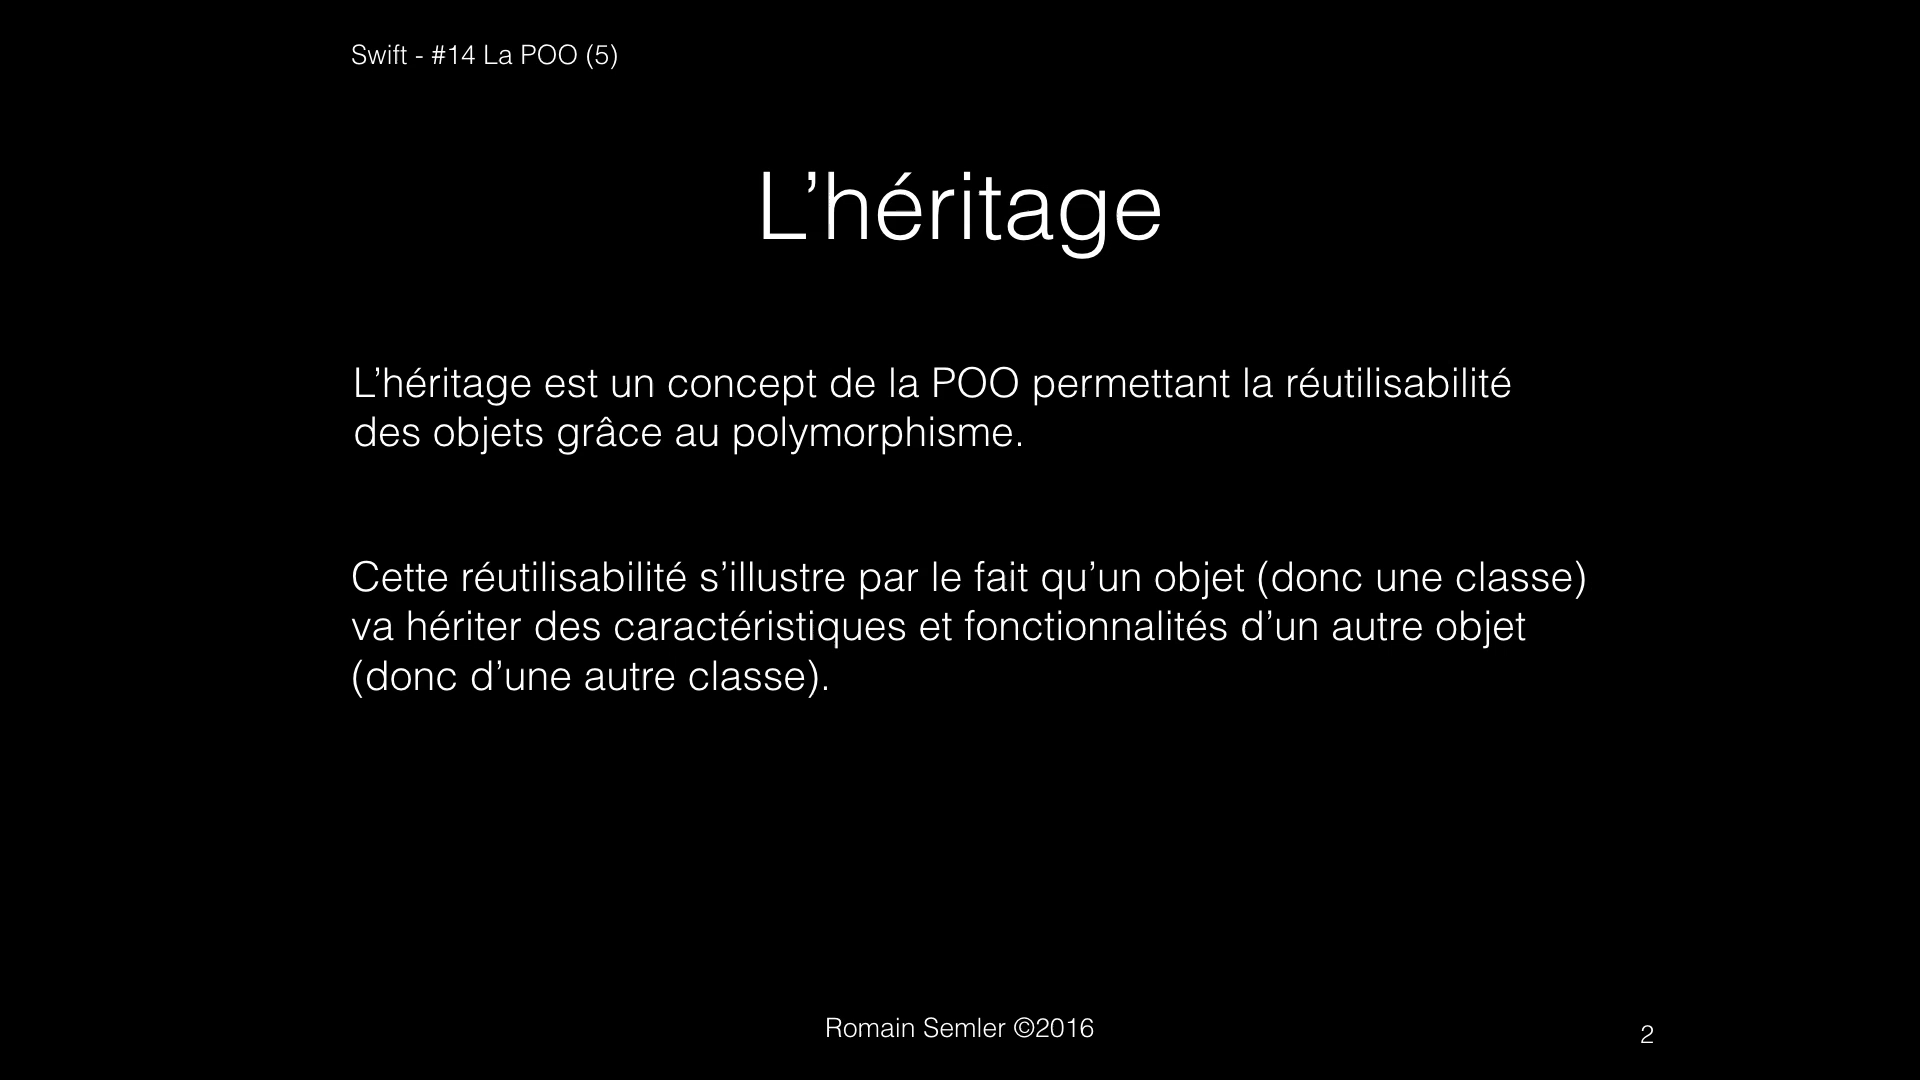 Swift - #14 La POO (5)
L’héritage
L’héritage est un concept de la POO permettant la réutilisabilité
des objets grâce au polymorphisme.
Cette réutilisabilité s’illustre par le fait qu’un objet (donc une classe)
va hériter des caractéristiques et fonctionnalités d’un autre objet
(donc d’une autre classe).
Romain Semler ©2016
2